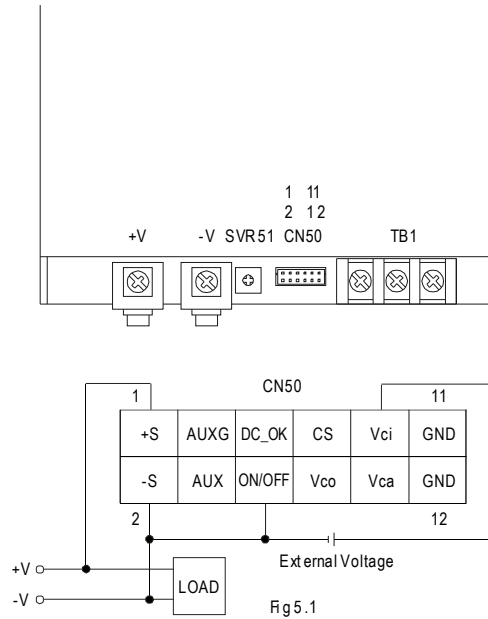 1 11
2 12
+V -V SVR51 CN50 TB1
CN50
1 11
+S AUXG DC_OK CS Vci GND
-S AUX ON/OFF Vco Vca GND
2 12
External Voltage
+V
LOAD
-V
Fig 5.1